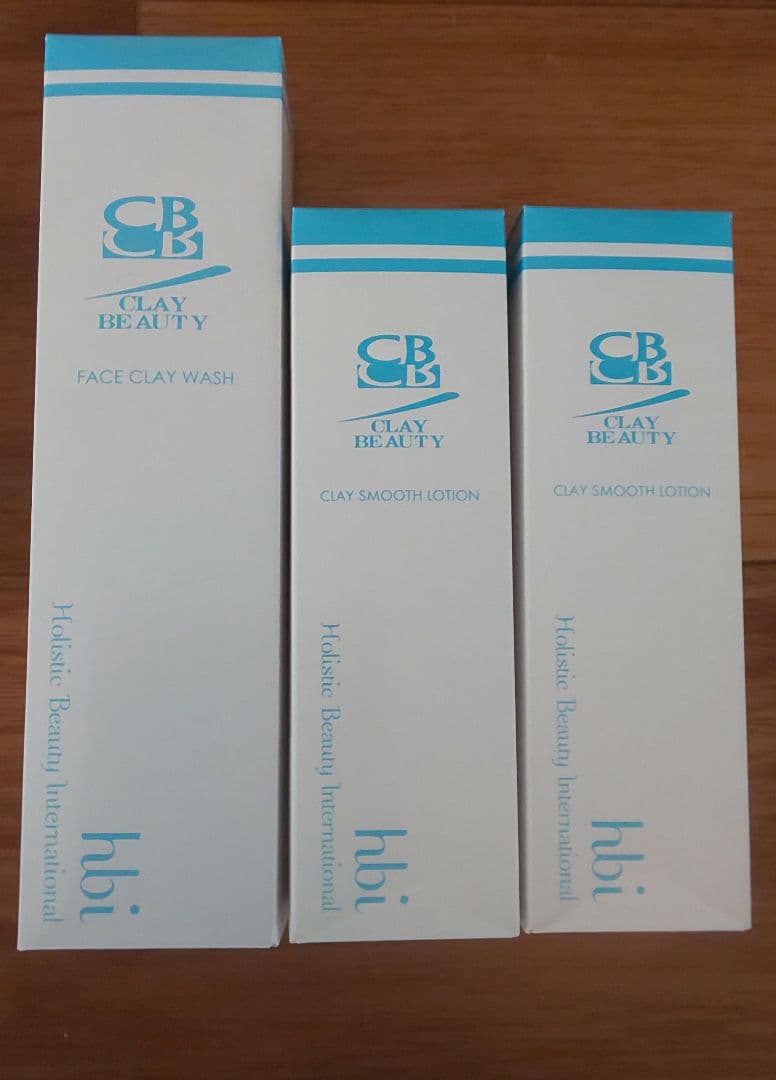 CB
CLAY
BEAUTY
FACE CLAY WASH
Holistic Beauty International
hbi
CB
CLAY
BEAUTY
CLAY SMOOTH LOTION
Holistic Beauty International
hbi
CB
CLAY
BEAUTY
CLAY SMOOTH LOTION
Holistic Beauty International
hbi